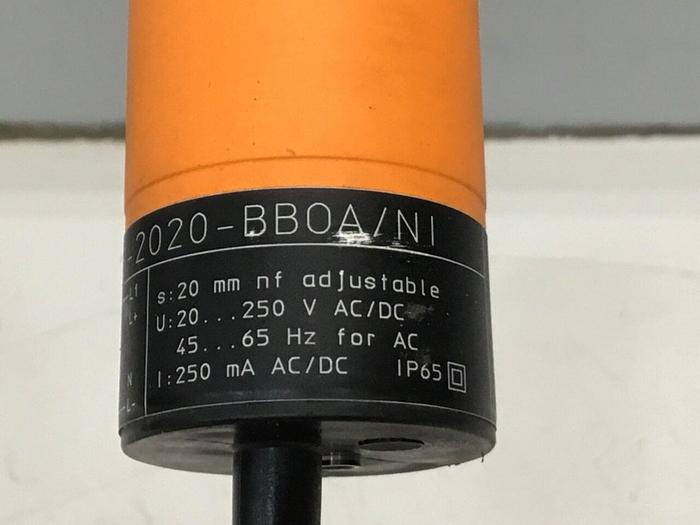 -2020-BBOA/NI
L1
L+
s:20 mm nf adjustable
U:20...250 V AC/DC
45...65 Hz for AC
I:250 mA AC/DC IP65
N
L-